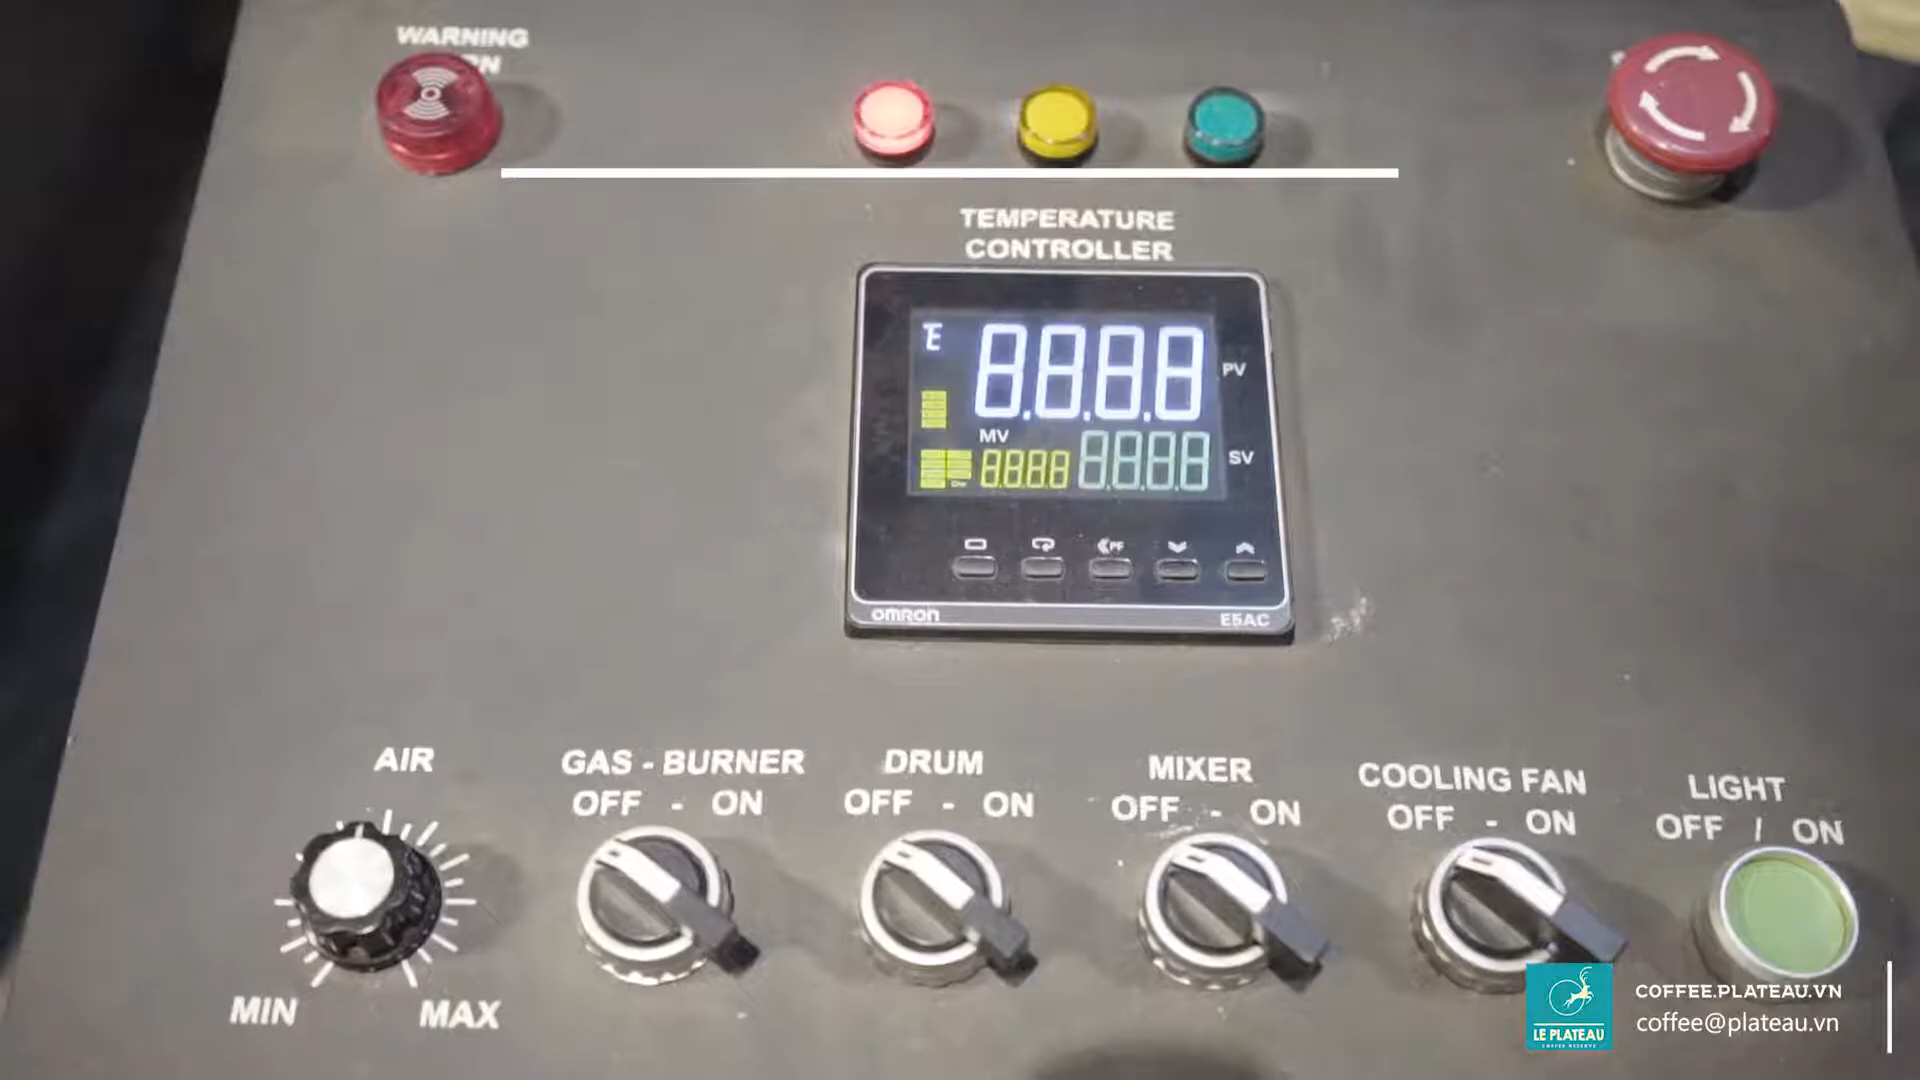 WARNING
TEMPERATURE
CONTROLLER
8.8.8.8
PV
MV
8.8.8.8
8.8.8.8
SV
PF
omron
E5AC
AIR
MIN
MAX
GAS - BURNER
OFF - ON
DRUM
OFF - ON
MIXER
OFF - ON
COOLING FAN
OFF - ON
LIGHT
OFF / ON
LE PLATEAU
COFFEE.PLATEAU.VN
coffee@plateau.vn